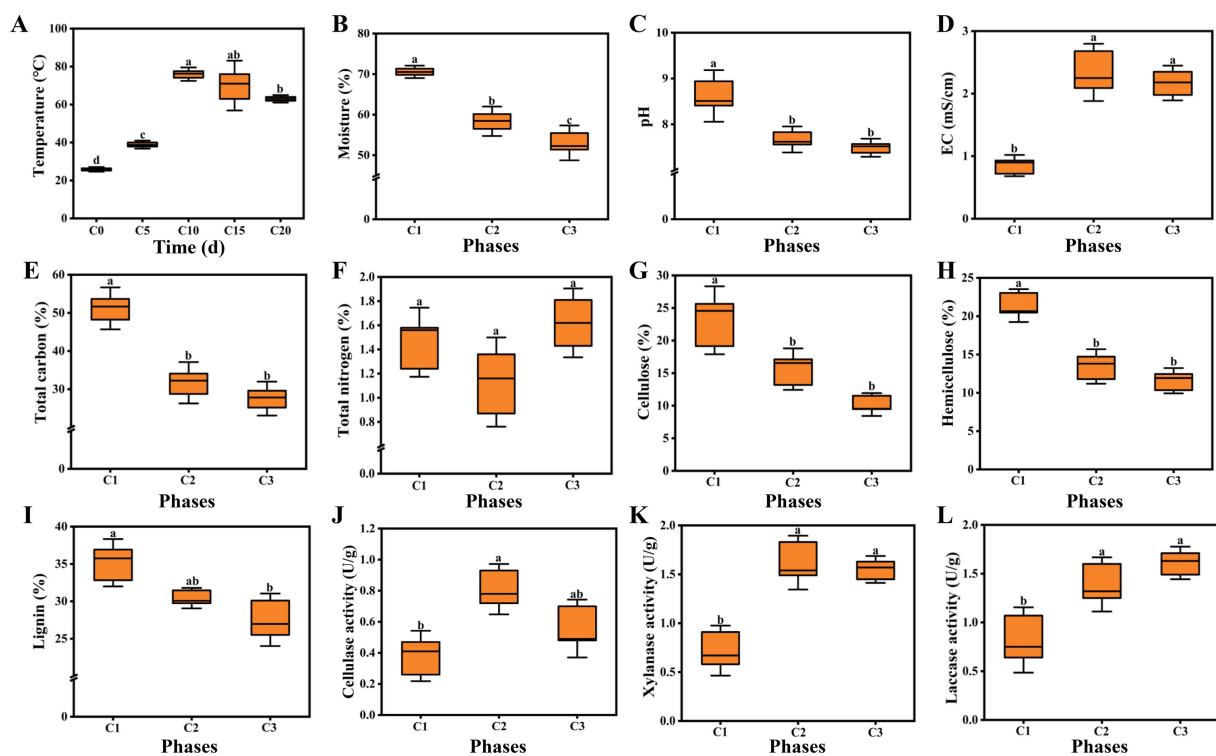 A
Temperature (°C)
100
80
60
40
20
0
d
c
a
ab
b
C0 C5 C10 C15 C20
Time (d)
B
Moisture (%)
80
70
60
50
0
a
b
c
C1 C2 C3
Phases
C
pH
10
9
8
0
a
b
b
C1 C2 C3
Phases
D
EC (mS/cm)
3
2
1
0
b
a
a
C1 C2 C3
Phases
E
Total carbon (%)
60
50
40
30
0
a
b
b
C1 C2 C3
Phases
F
Total nitrogen (%)
2.0
1.8
1.6
1.4
1.2
1.0
0.8
0.0
a
a
a
C1 C2 C3
Phases
G
Cellulose (%)
30
25
20
15
10
5
0
a
b
b
C1 C2 C3
Phases
H
Hemicellulose (%)
25
20
15
10
5
0
a
b
b
C1 C2 C3
Phases
I
Lignin (%)
40
35
30
25
0
a
ab
b
C1 C2 C3
Phases
J
Cellulase activity (U/g)
1.2
1.0
0.8
0.6
0.4
0.2
0.0
b
a
ab
C1 C2 C3
Phases
K
Xylanase activity (U/g)
2.0
1.5
1.0
0.5
0.0
b
a
a
C1 C2 C3
Phases
L
Laccase activity (U/g)
2.0
1.5
1.0
0.5
0.0
b
a
a
C1 C2 C3
Phases